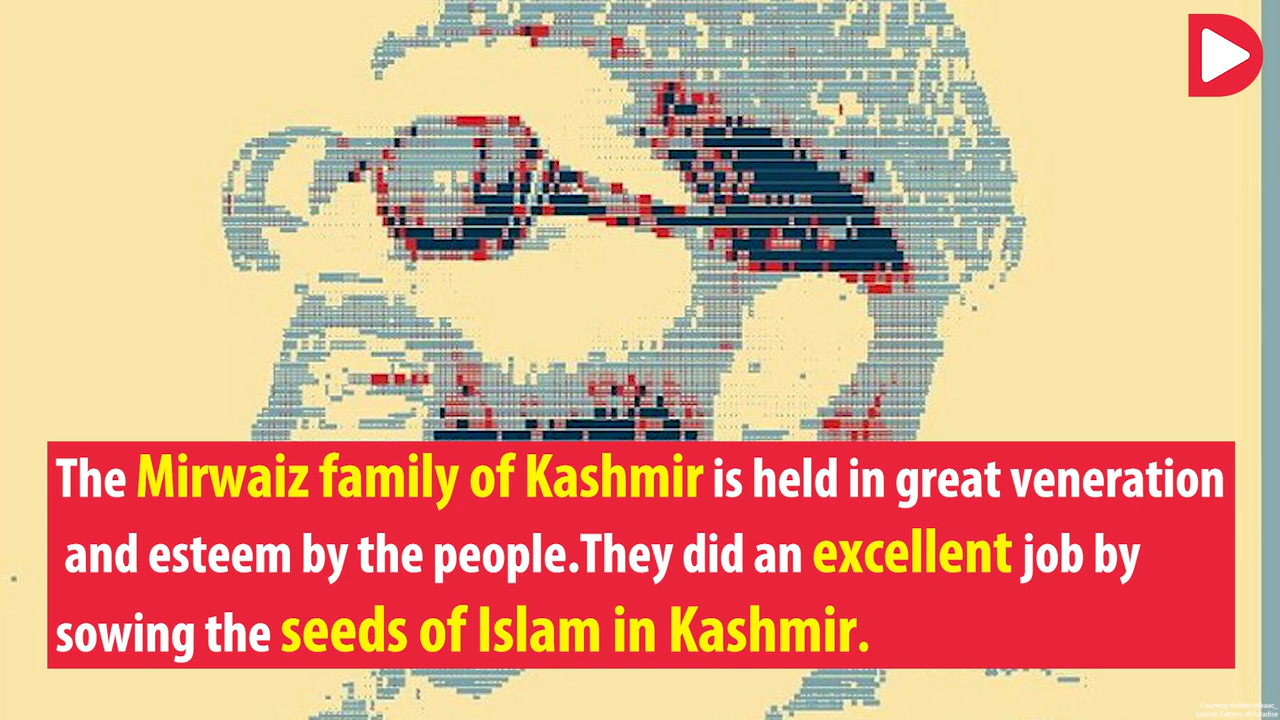 The Mirwaiz family of Kashmir is held in great veneration
and esteem by the people.They did an excellent job by
sowing the seeds of Islam in Kashmir.